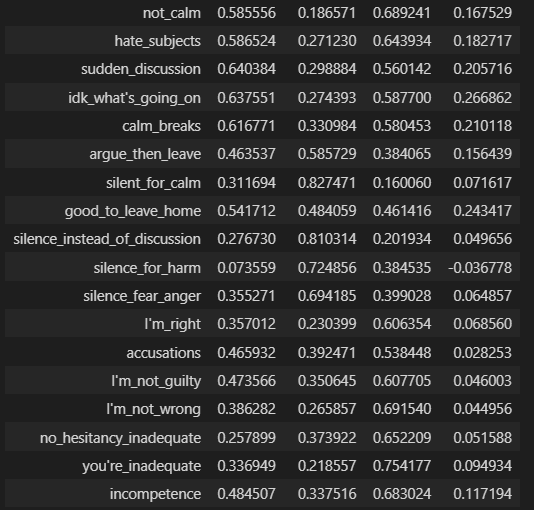 not_calm 0.585556 0.186571 0.689241 0.167529
hate_subjects 0.586524 0.271230 0.643934 0.182717
sudden_discussion 0.640384 0.298884 0.560142 0.205716
idk_what's_going_on 0.637551 0.274393 0.587700 0.266862
calm_breaks 0.616771 0.330984 0.580453 0.210118
argue_then_leave 0.463537 0.585729 0.384065 0.156439
silent_for_calm 0.311694 0.827471 0.160060 0.071617
good_to_leave_home 0.541712 0.484059 0.461416 0.243417
silence_instead_of_discussion 0.276730 0.810314 0.201934 0.049656
silence_for_harm 0.073559 0.724856 0.384535 -0.036778
silence_fear_anger 0.355271 0.694185 0.399028 0.064857
I'm_right 0.357012 0.230399 0.606354 0.068560
accusations 0.465932 0.392471 0.538448 0.028253
I'm_not_guilty 0.473566 0.350645 0.607705 0.046003
I'm_not_wrong 0.386282 0.265857 0.691540 0.044956
no_hesitancy_inadequate 0.257899 0.373922 0.652209 0.051588
you're_inadequate 0.336949 0.218557 0.754177 0.094934
incompetence 0.484507 0.337516 0.683024 0.117194